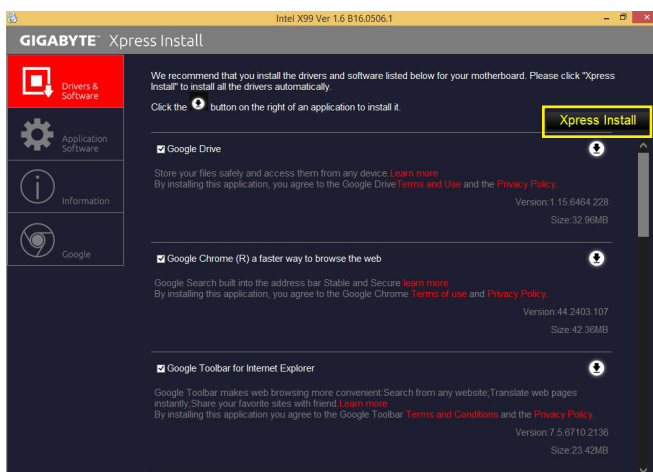 Intel X99 Ver 1.6 B16.0506.1
GIGABYTE™ Xpress Install
Drivers &
Software
Application
Software
Information
Google
We recommend that you install the drivers and software listed below for your motherboard. Please click "Xpress
Install" to install all the drivers automatically.
Click the button on the right of an application to install it.
Xpress Install
Google Drive
Store your files safely and access them from any device.Learn more
By installing this application, you agree to the Google DriveTerms and Use and the Privacy Policy.
Version:1.15.6464.228
Size:32.96MB
Google Chrome (R) a faster way to browse the web
Google Search built into the address bar Stable and Secure learn more
By installing this application, you agree to the Google Chrome Terms of use and Privacy Policy.
Version:44.2403.107
Size:42.36MB
Google Toolbar for Internet Explorer
Google Toolbar makes web browsing more convenient.Search from any website;Translate web pages
instantly;Share your favorite sites with friend.Learn more
By installing this application you agree to the Google Toolbar Terms and Conditions and the Privacy Policy.
Version:7.5.6710.2136
Size:23.42MB